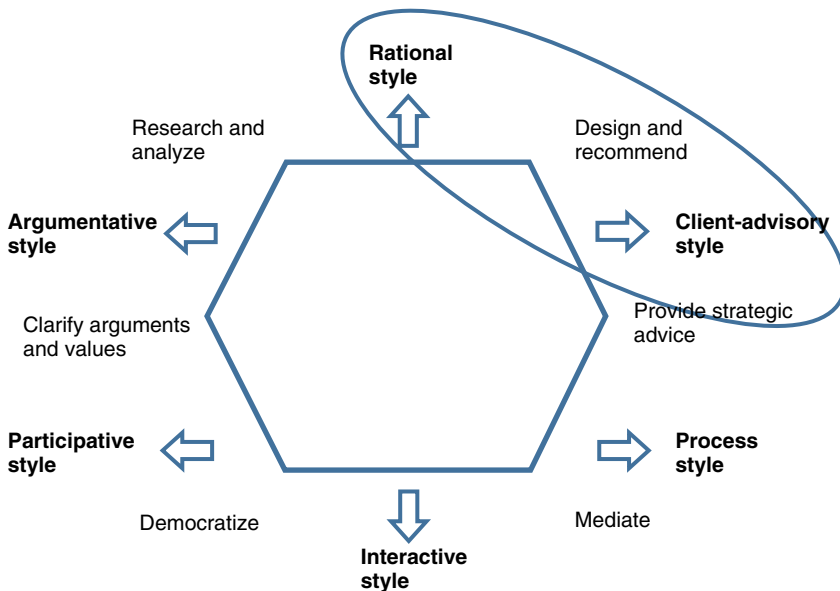 Rational
style
Research and
analyze
Design and
recommend
Argumentative
style
Client-advisory
style
Clarify arguments
and values
Provide strategic
advice
Participative
style
Process
style
Democratize
Mediate
Interactive
style